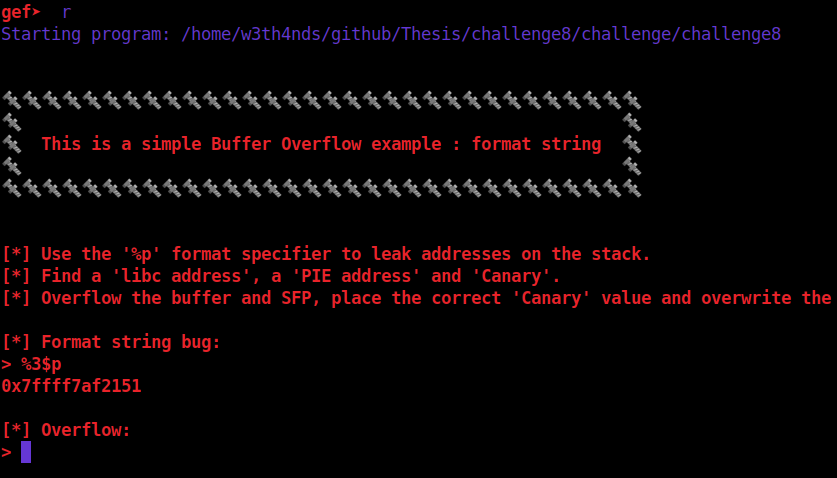 gef➤  r
Starting program: /home/w3th4nds/github/Thesis/challenge8/challenge/challenge8
This is a simple Buffer Overflow example : format string
[*] Use the '%p' format specifier to leak addresses on the stack.
[*] Find a 'libc address', a 'PIE address' and 'Canary'.
[*] Overflow the buffer and SFP, place the correct 'Canary' value and overwrite the
[*] Format string bug:
> %3$p
0x7ffff7af2151
[*] Overflow:
>